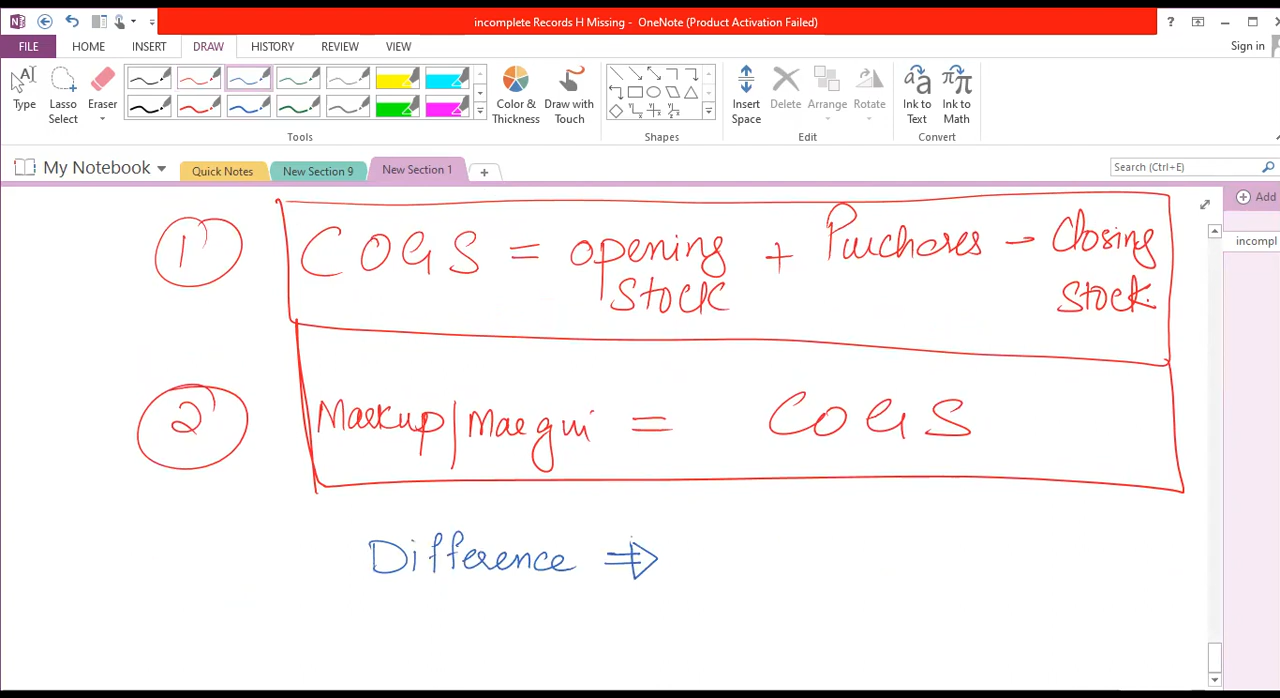 incomplete Records H Missing - OneNote (Product Activation Failed)
FILE HOME INSERT DRAW HISTORY REVIEW VIEW
Sign in
Type
Lasso Select
Eraser
Color & Thickness
Draw with Touch
Insert Space
Delete
Arrange
Rotate
Ink to Text
Ink to Math
Tools
Shapes
Edit
Convert
My Notebook
Quick Notes
New Section 9
New Section 1
Search (Ctrl+E)
Add
incompl
1 COGS = opening stock + Purchases - Closing stock.
2 Markup/Margin = COGS
Difference ⇒